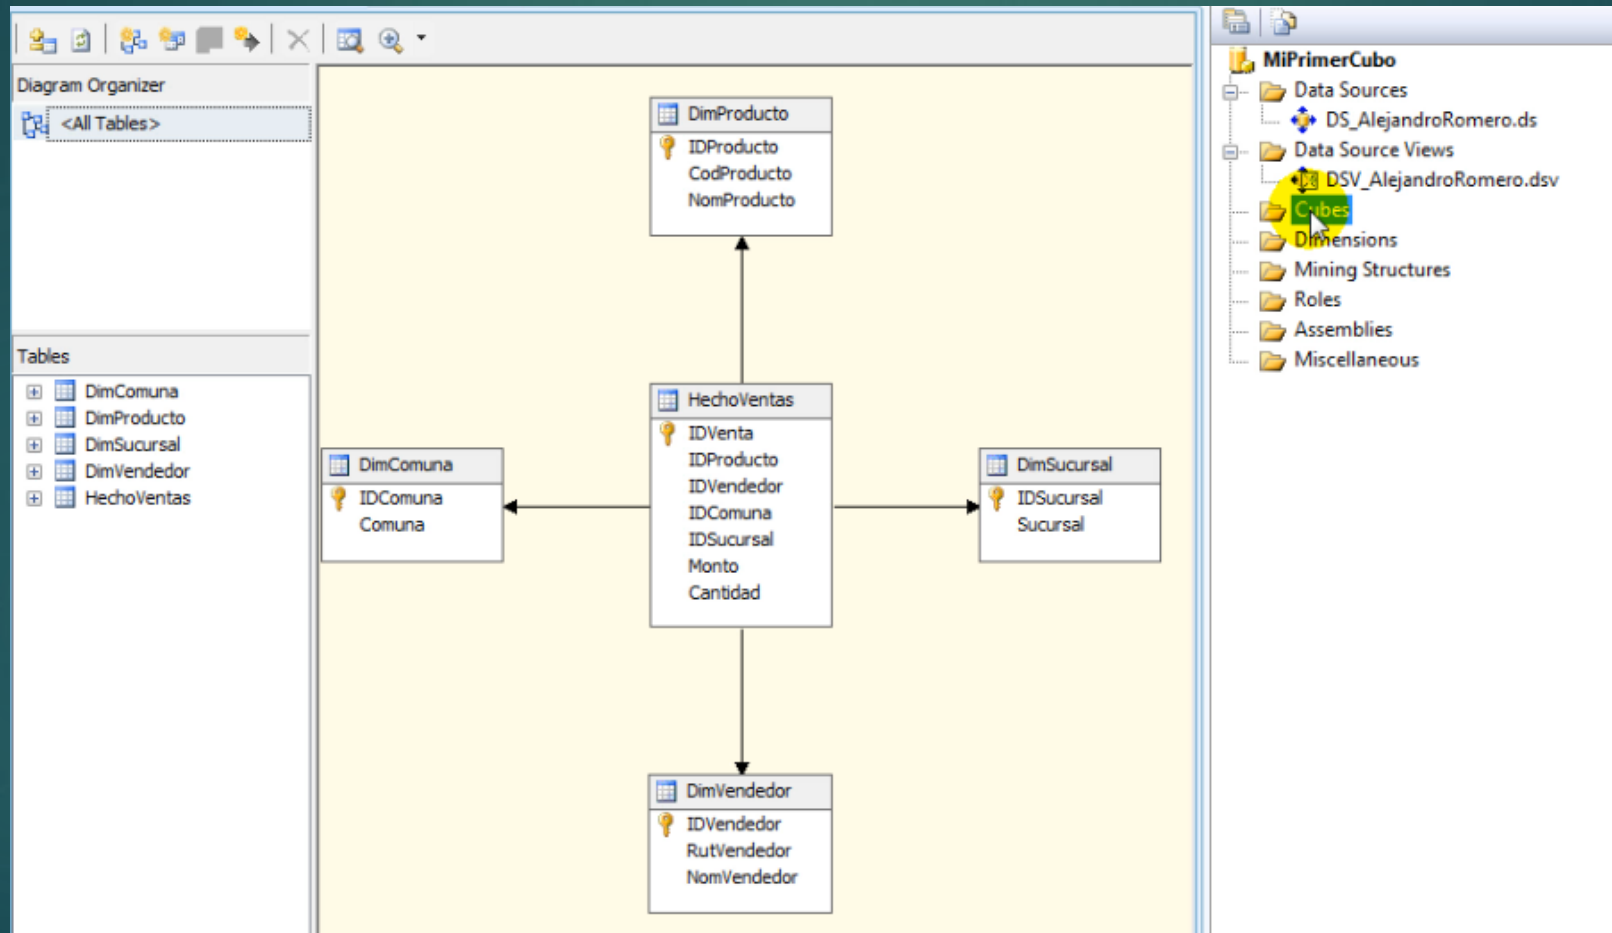 Diagram Organizer
<All Tables>
Tables
DimComuna
DimProducto
DimSucursal
DimVendedor
HechoVentas
DimProducto
IDProducto
CodProducto
NomProducto
HechoVentas
IDVenta
IDProducto
IDVendedor
IDComuna
IDSucursal
Monto
Cantidad
DimComuna
IDComuna
Comuna
DimSucursal
IDSucursal
Sucursal
DimVendedor
IDVendedor
RutVendedor
NomVendedor
MiPrimerCubo
Data Sources
DS_AlejandroRomero.ds
Data Source Views
DSV_AlejandroRomero.dsv
Cubes
Dimensions
Mining Structures
Roles
Assemblies
Miscellaneous